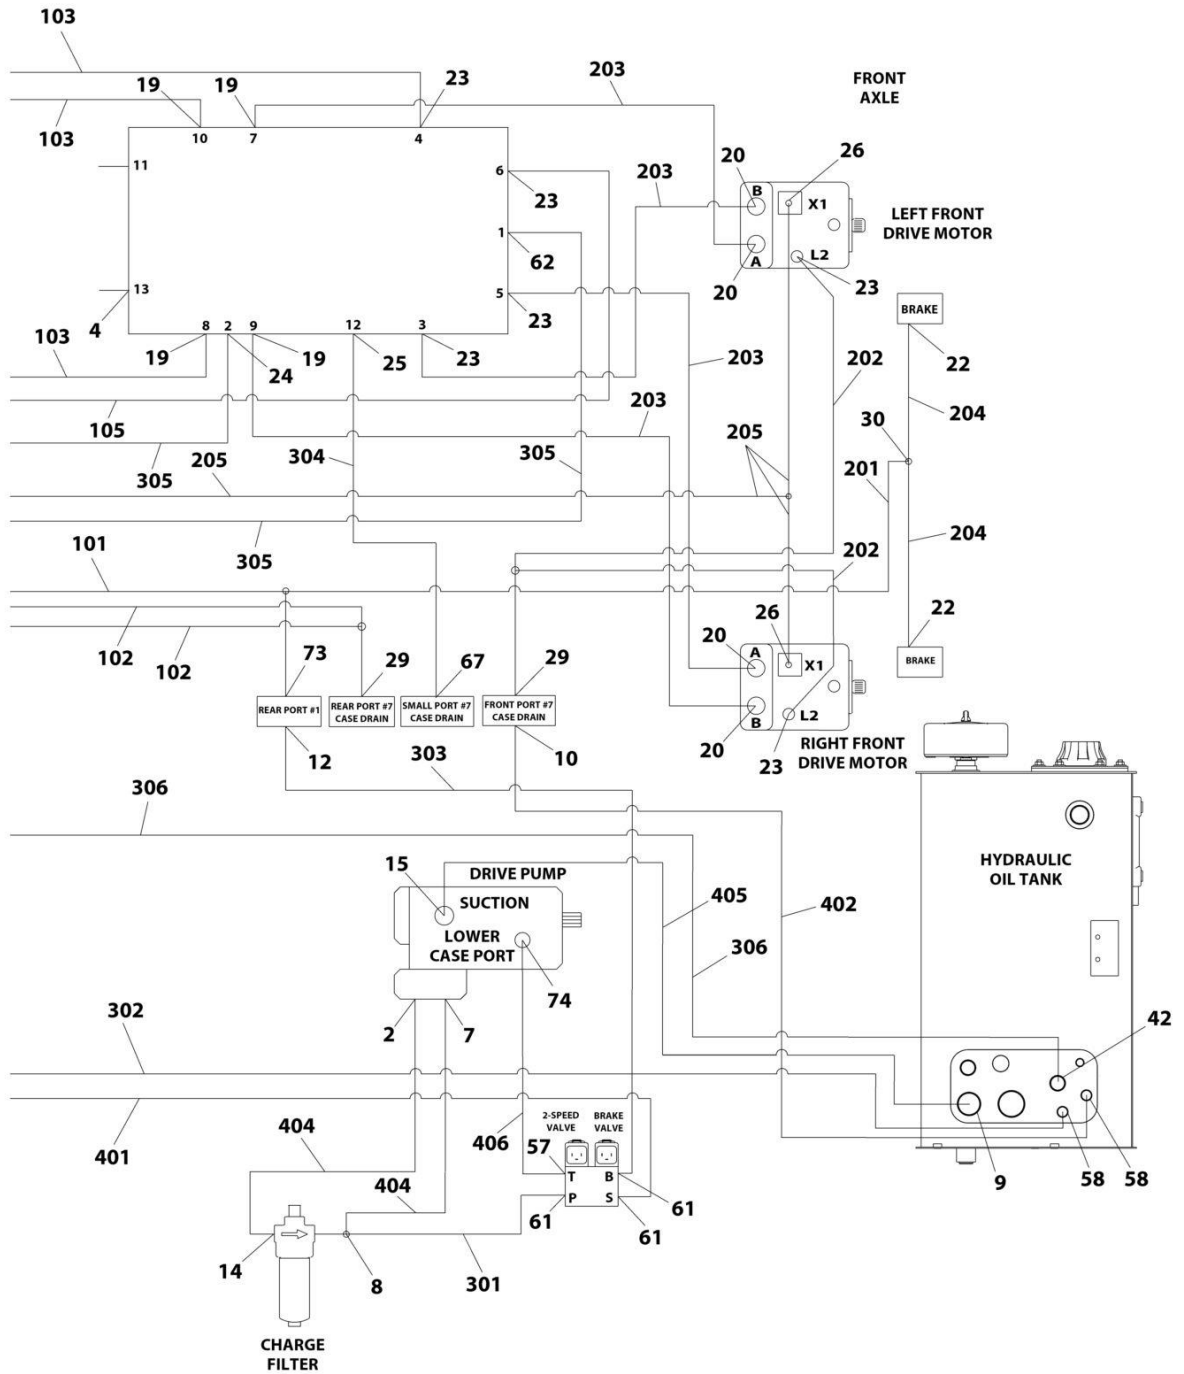 103
19
19
23
203
FRONT
AXLE
103
10
7
4
11
6
23
203
20
26
B
X1
LEFT FRONT
DRIVE MOTOR
1
62
A
L2
20
23
13
5
23
4
103
8
2
9
12
3
19
24
19
25
23
203
202
BRAKE
22
105
203
204
30
305
205
304
305
205
201
305
101
202
204
102
102
73
29
67
29
20
26
22
A
X1
BRAKE
REAR PORT #1
REAR PORT #7
CASE DRAIN
SMALL PORT #7
CASE DRAIN
FRONT PORT #7
CASE DRAIN
B
L2
20
23
RIGHT FRONT
DRIVE MOTOR
12
303
10
306
15
DRIVE PUMP
SUCTION
LOWER
CASE PORT
405
402
HYDRAULIC
OIL TANK
306
74
302
2
7
42
401
404
406
2-SPEED
VALVE
BRAKE
VALVE
57
T
B
P
S
404
61
61
61
9
58
58
14
8
301
CHARGE
FILTER